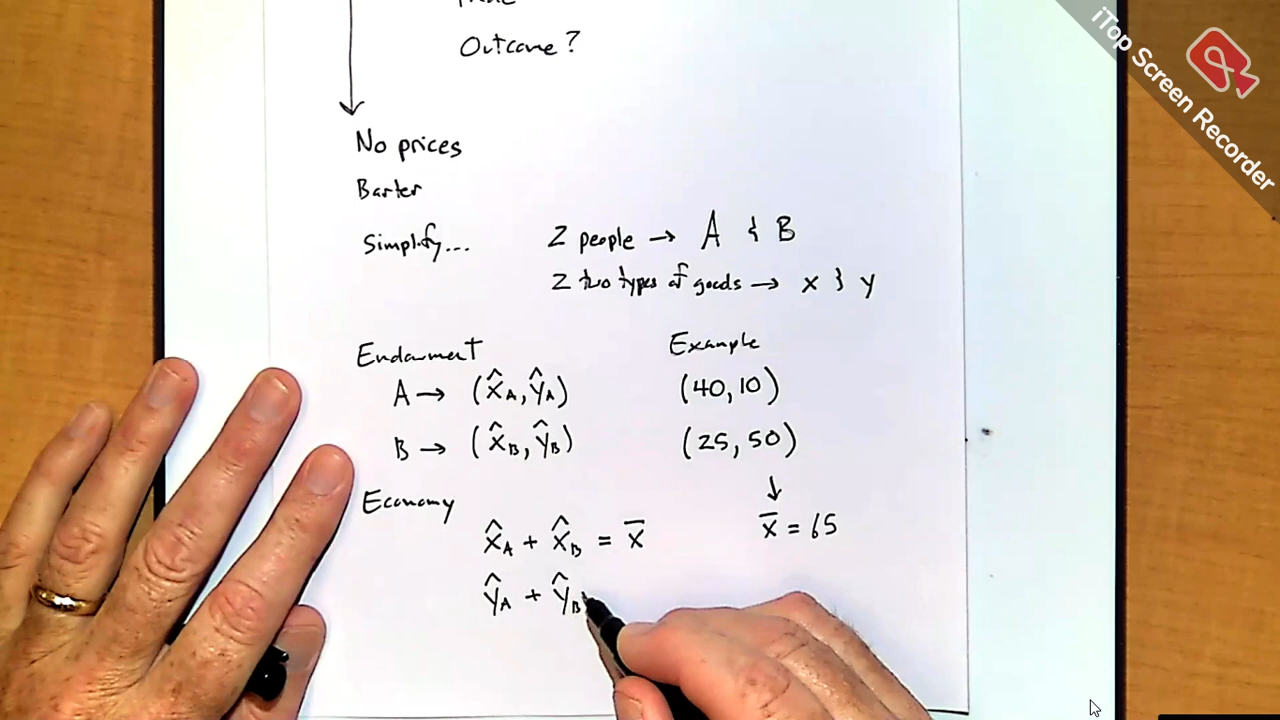 Outcome?
No prices
Barter
Simplify...
2 people → A & B
2 two types of goods → x & y
Endowment
Example
A → (x̂A, ŷA)
(40, 10)
B → (x̂B, ŷB)
(25, 50)
Economy
↓
x̂A + x̂B = x̄
x̄ = 65
ŷA + ŷB
iTop Screen Recorder